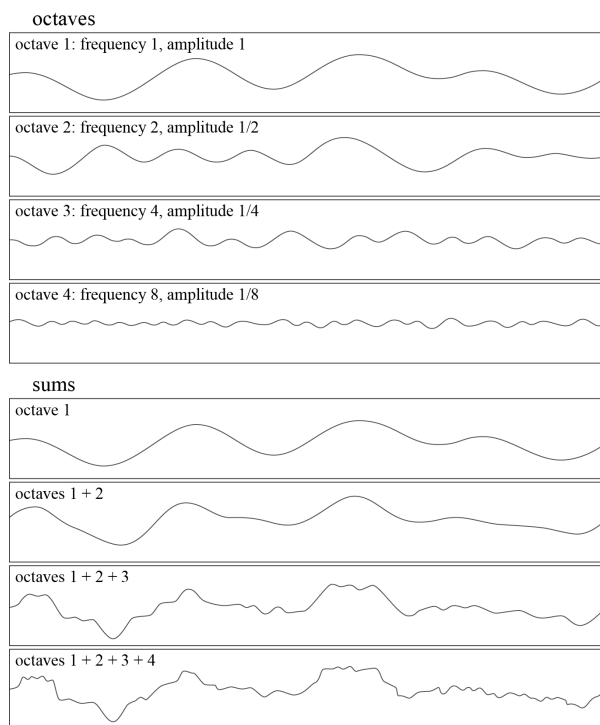 octaves
octave 1: frequency 1, amplitude 1
octave 2: frequency 2, amplitude 1/2
octave 3: frequency 4, amplitude 1/4
octave 4: frequency 8, amplitude 1/8
sums
octave 1
octaves 1 + 2
octaves 1 + 2 + 3
octaves 1 + 2 + 3 + 4